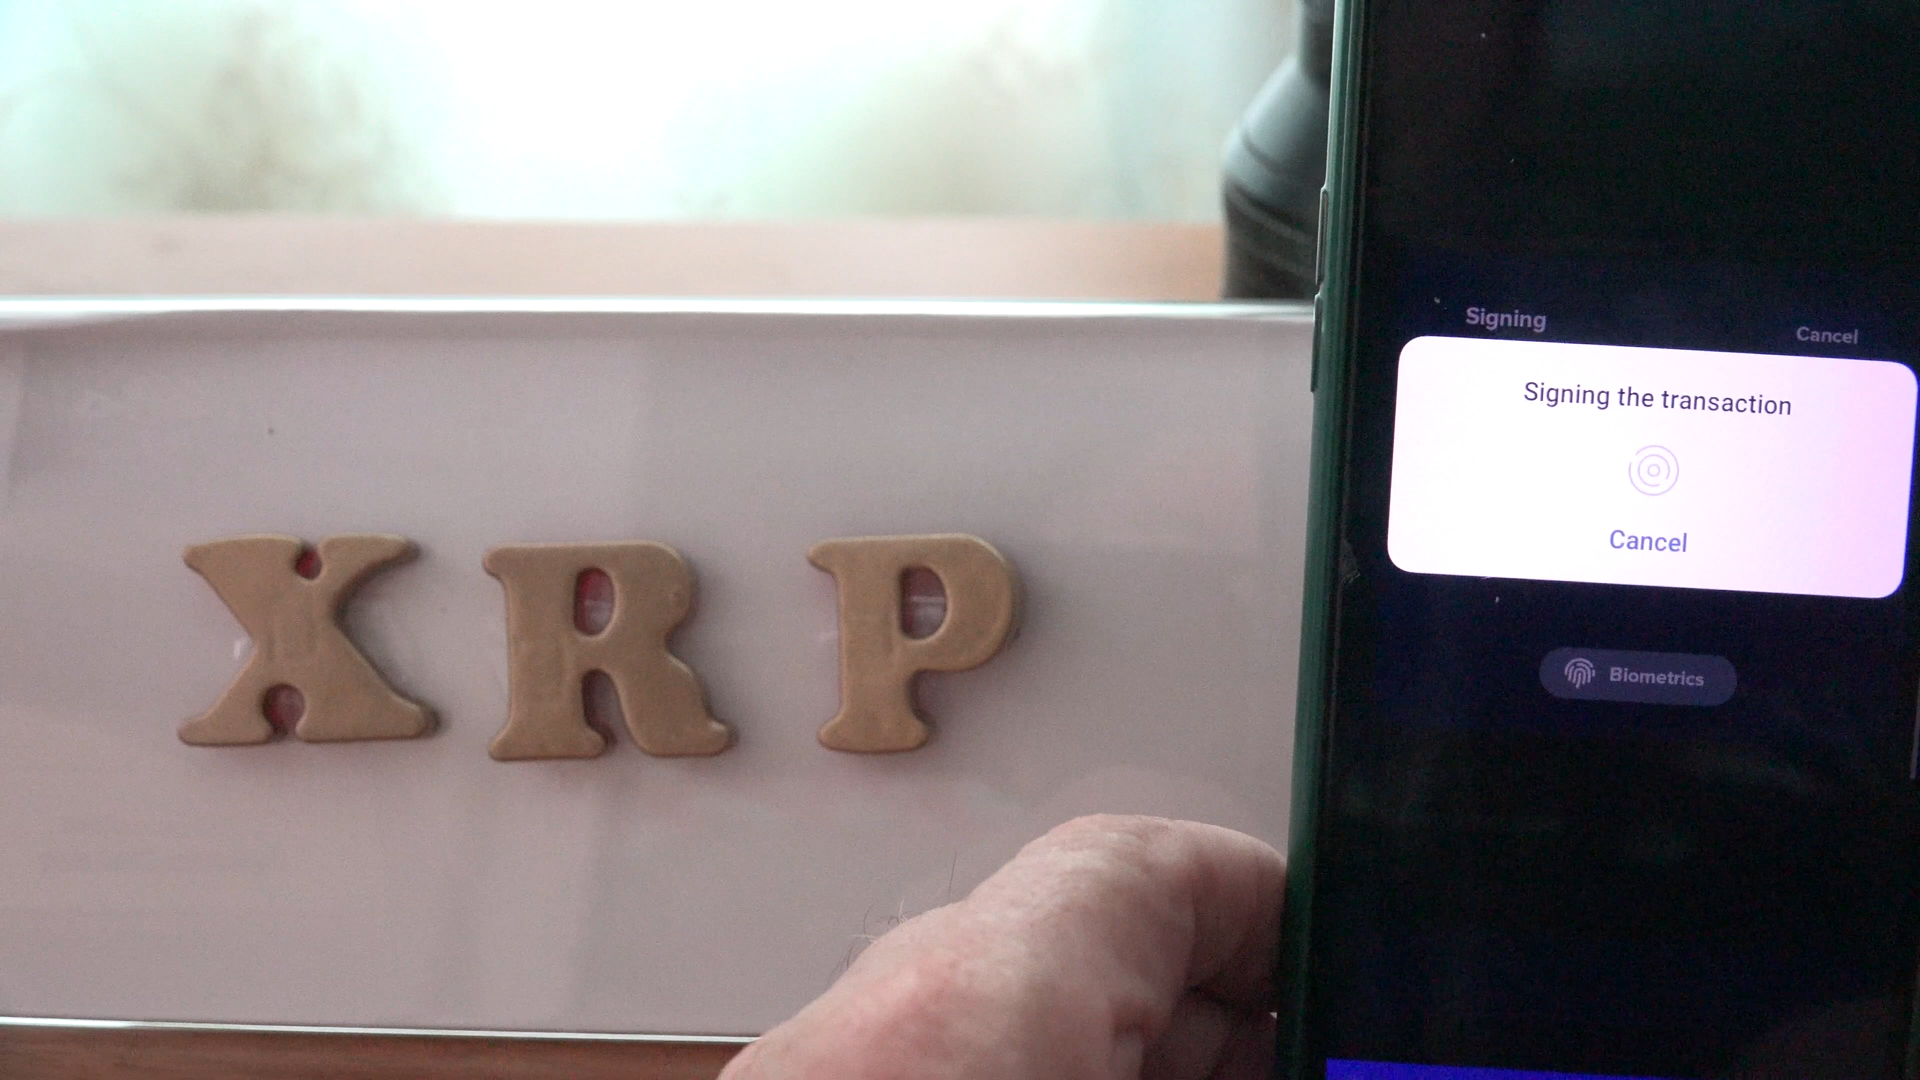 XRP
Signing
Cancel
Signing the transaction
Cancel
Biometrics